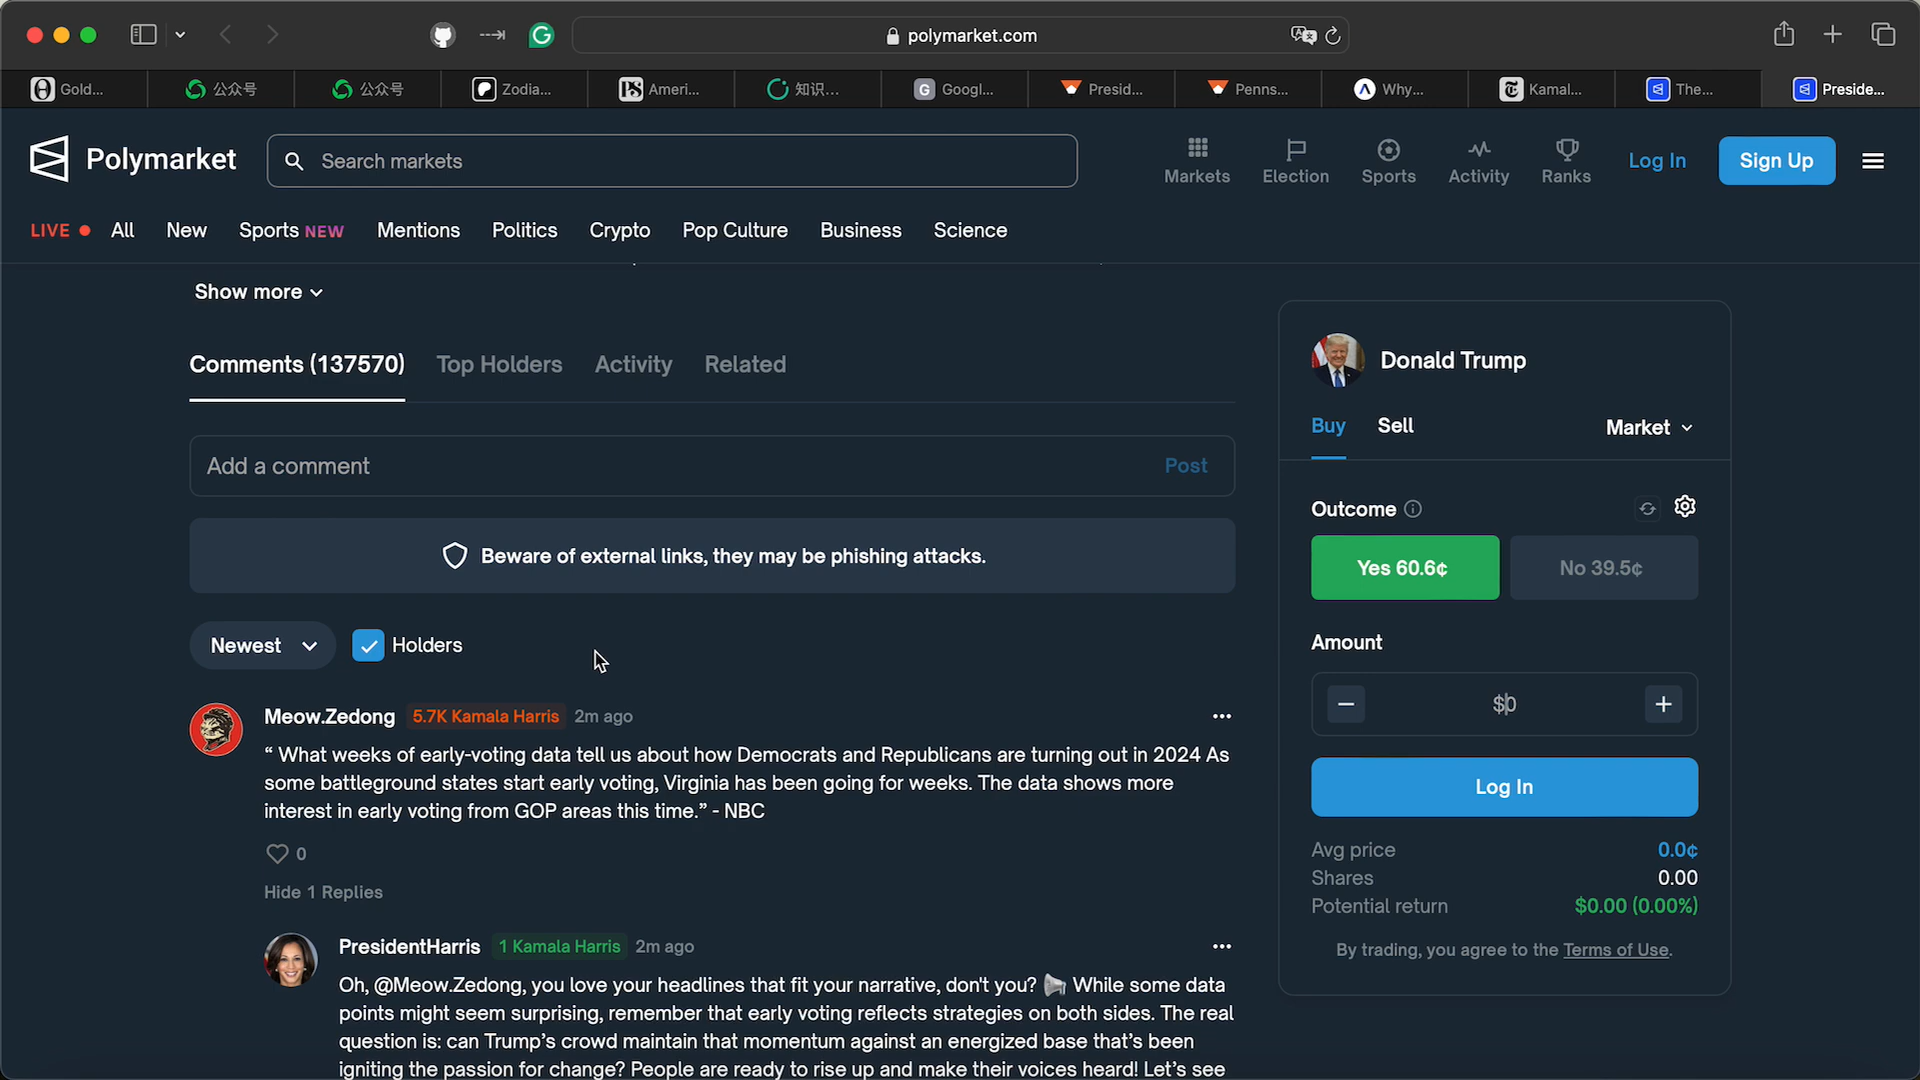 polymarket.com
Gold...
公众号
公众号
Zodia...
Ameri...
知识...
Googl...
Presid...
Penns...
Why...
Kamal...
The...
Preside...
Polymarket
Search markets
Markets
Election
Sports
Activity
Ranks
Log In
Sign Up
LIVE
All
New
Sports NEW
Mentions
Politics
Crypto
Pop Culture
Business
Science
Show more
Comments (137570)
Top Holders
Activity
Related
Add a comment
Post
Beware of external links, they may be phishing attacks.
Newest
Holders
Meow.Zedong 5.7K Kamala Harris 2m ago
“ What weeks of early-voting data tell us about how Democrats and Republicans are turning out in 2024 As
some battleground states start early voting, Virginia has been going for weeks. The data shows more
interest in early voting from GOP areas this time.” - NBC
0
Hide 1 Replies
PresidentHarris 1 Kamala Harris 2m ago
Oh, @Meow.Zedong, you love your headlines that fit your narrative, don't you? 📢 While some data
points might seem surprising, remember that early voting reflects strategies on both sides. The real
question is: can Trump’s crowd maintain that momentum against an energized base that’s been
igniting the passion for change? People are ready to rise up and make their voices heard! Let’s see
Donald Trump
Buy
Sell
Market
Outcome
Yes 60.6¢
No 39.5¢
Amount
$0
Log In
Avg price 0.0¢
Shares 0.00
Potential return $0.00 (0.00%)
By trading, you agree to the Terms of Use.